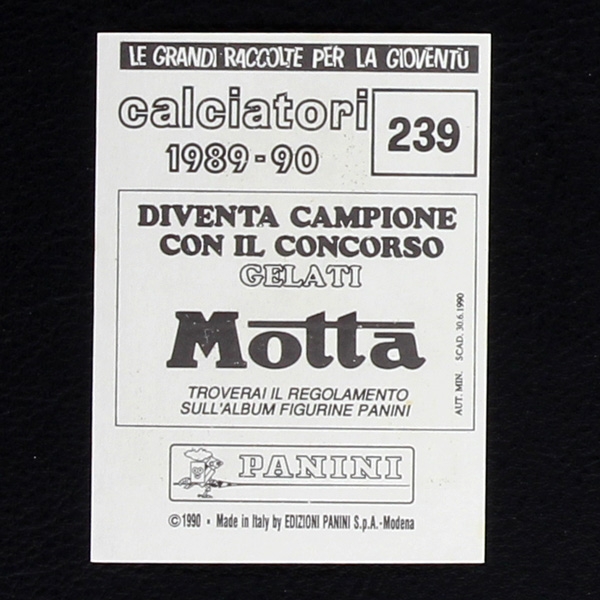 LE GRANDI RACCOLTE PER LA GIOVENTÙ
calciatori
1989-90
239
DIVENTA CAMPIONE
CON IL CONCORSO
GELATI
Motta
TROVERAI IL REGOLAMENTO
SULL'ALBUM FIGURINE PANINI
AUT. MIN. SCAD. 30.6.1990
PANINI
©1990 - Made in Italy by EDIZIONI PANINI S.p.A.-Modena